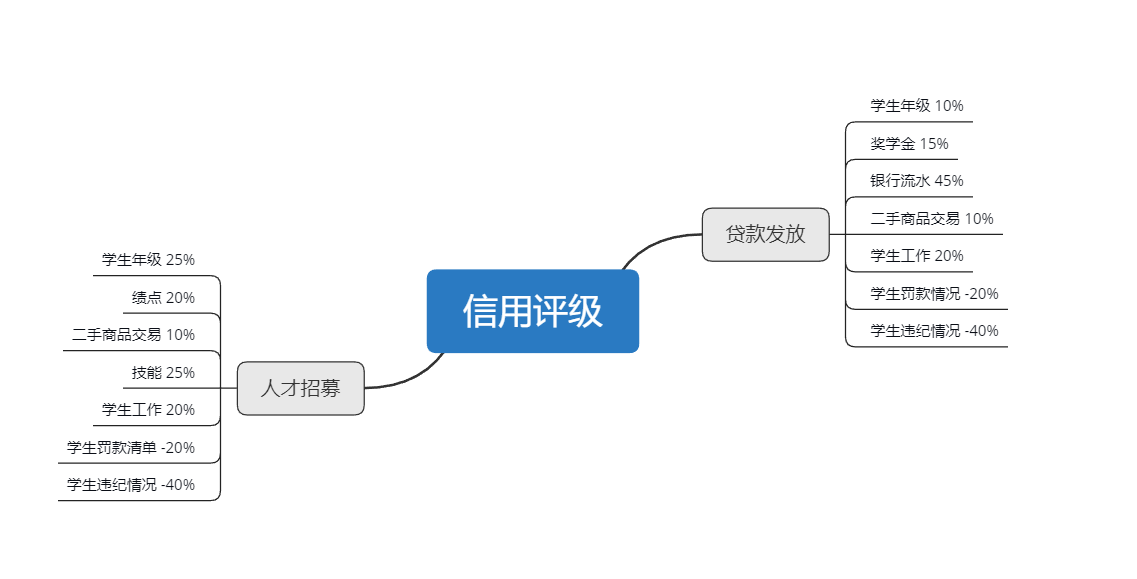 信用评级
贷款发放
学生年级 10%
奖学金 15%
银行流水 45%
二手商品交易 10%
学生工作 20%
学生罚款情况 -20%
学生违纪情况 -40%
人才招募
学生年级 25%
绩点 20%
二手商品交易 10%
技能 25%
学生工作 20%
学生罚款清单 -20%
学生违纪情况 -40%